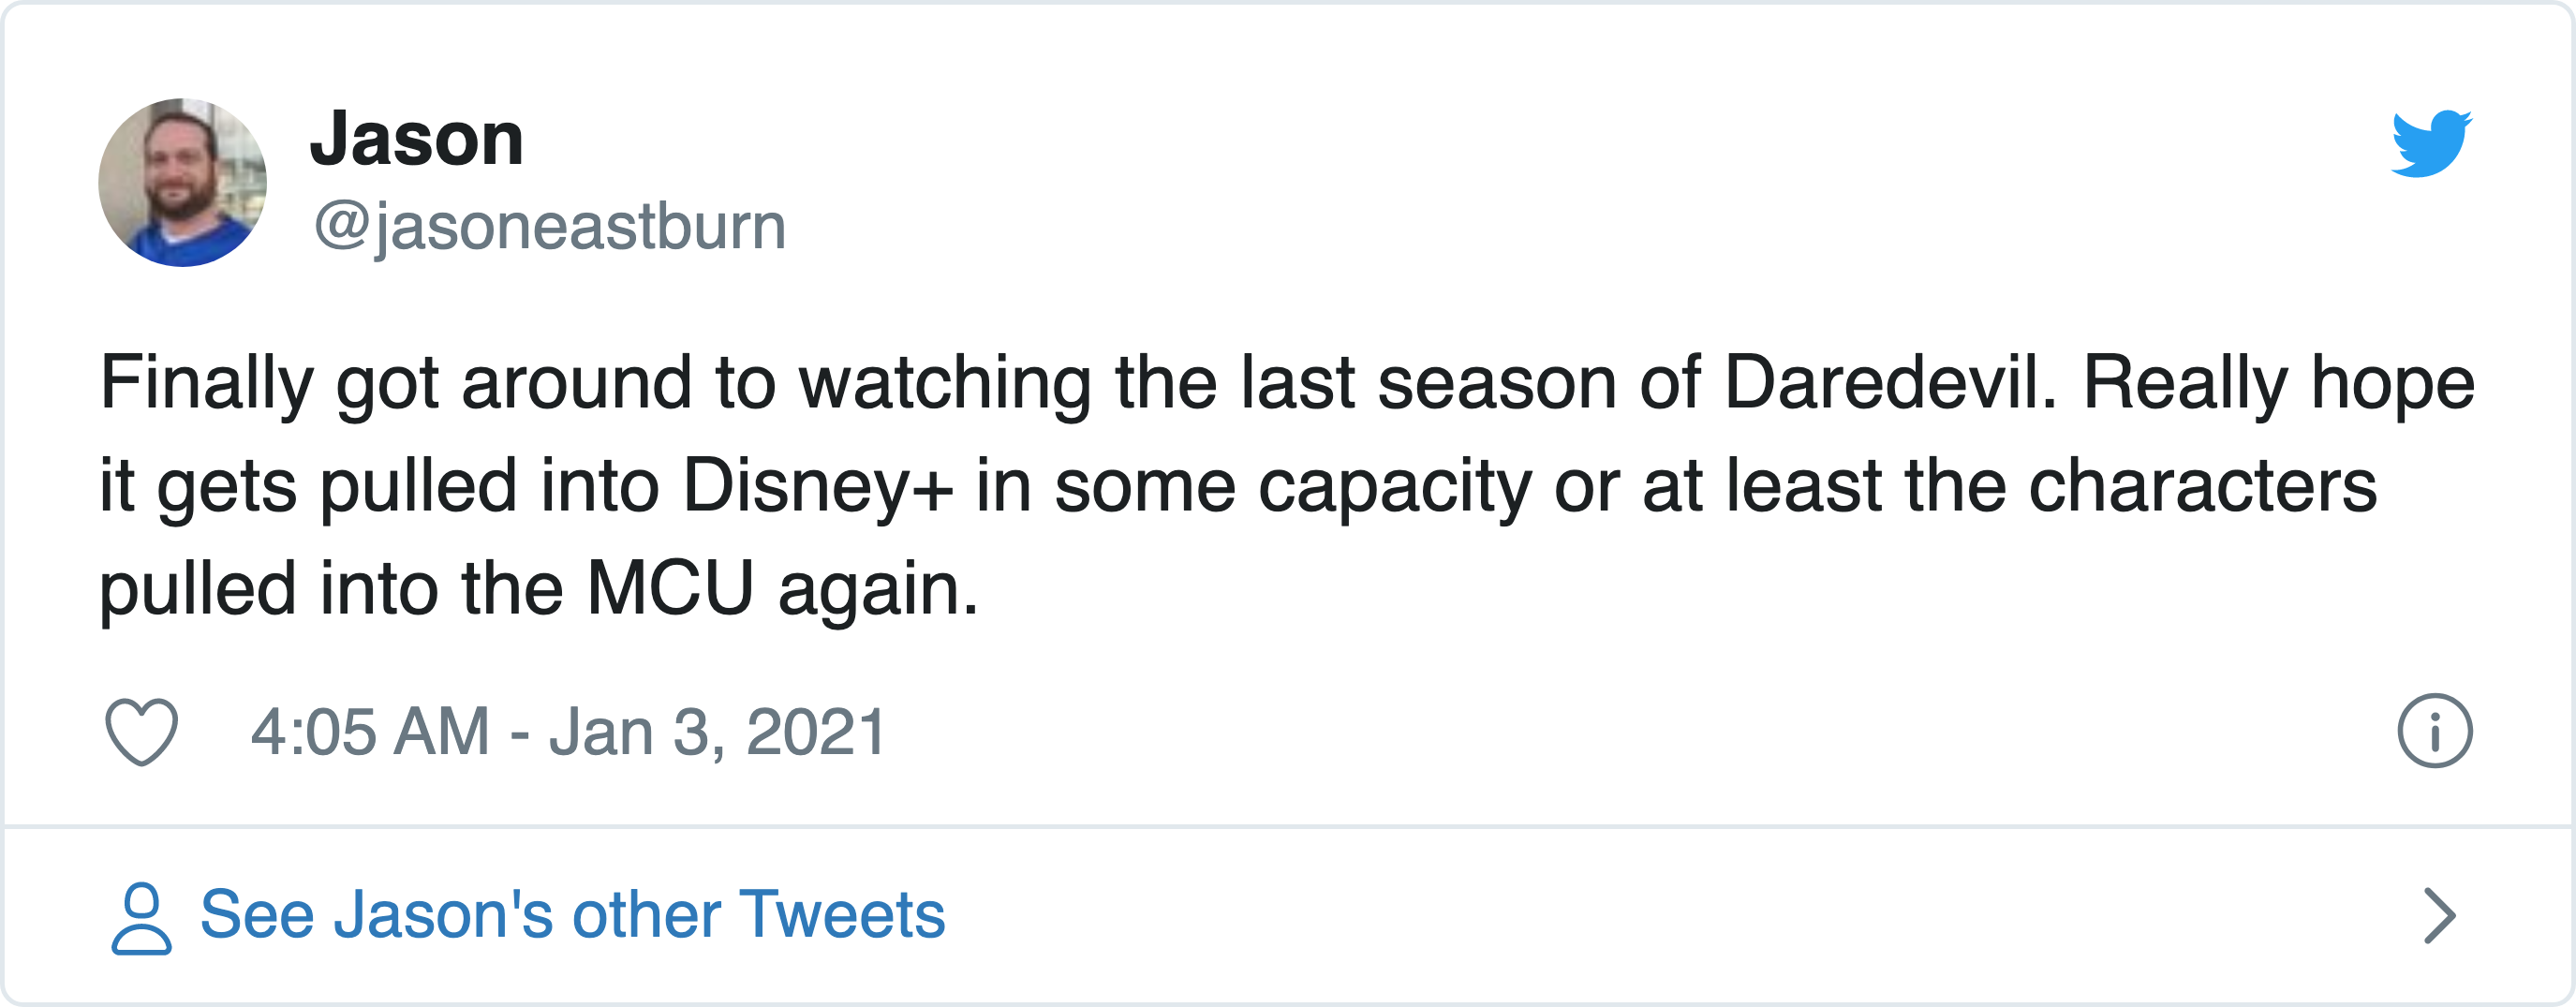 Jason
@jasoneastburn
Finally got around to watching the last season of Daredevil. Really hope
it gets pulled into Disney+ in some capacity or at least the characters
pulled into the MCU again.
4:05 AM - Jan 3, 2021
See Jason's other Tweets